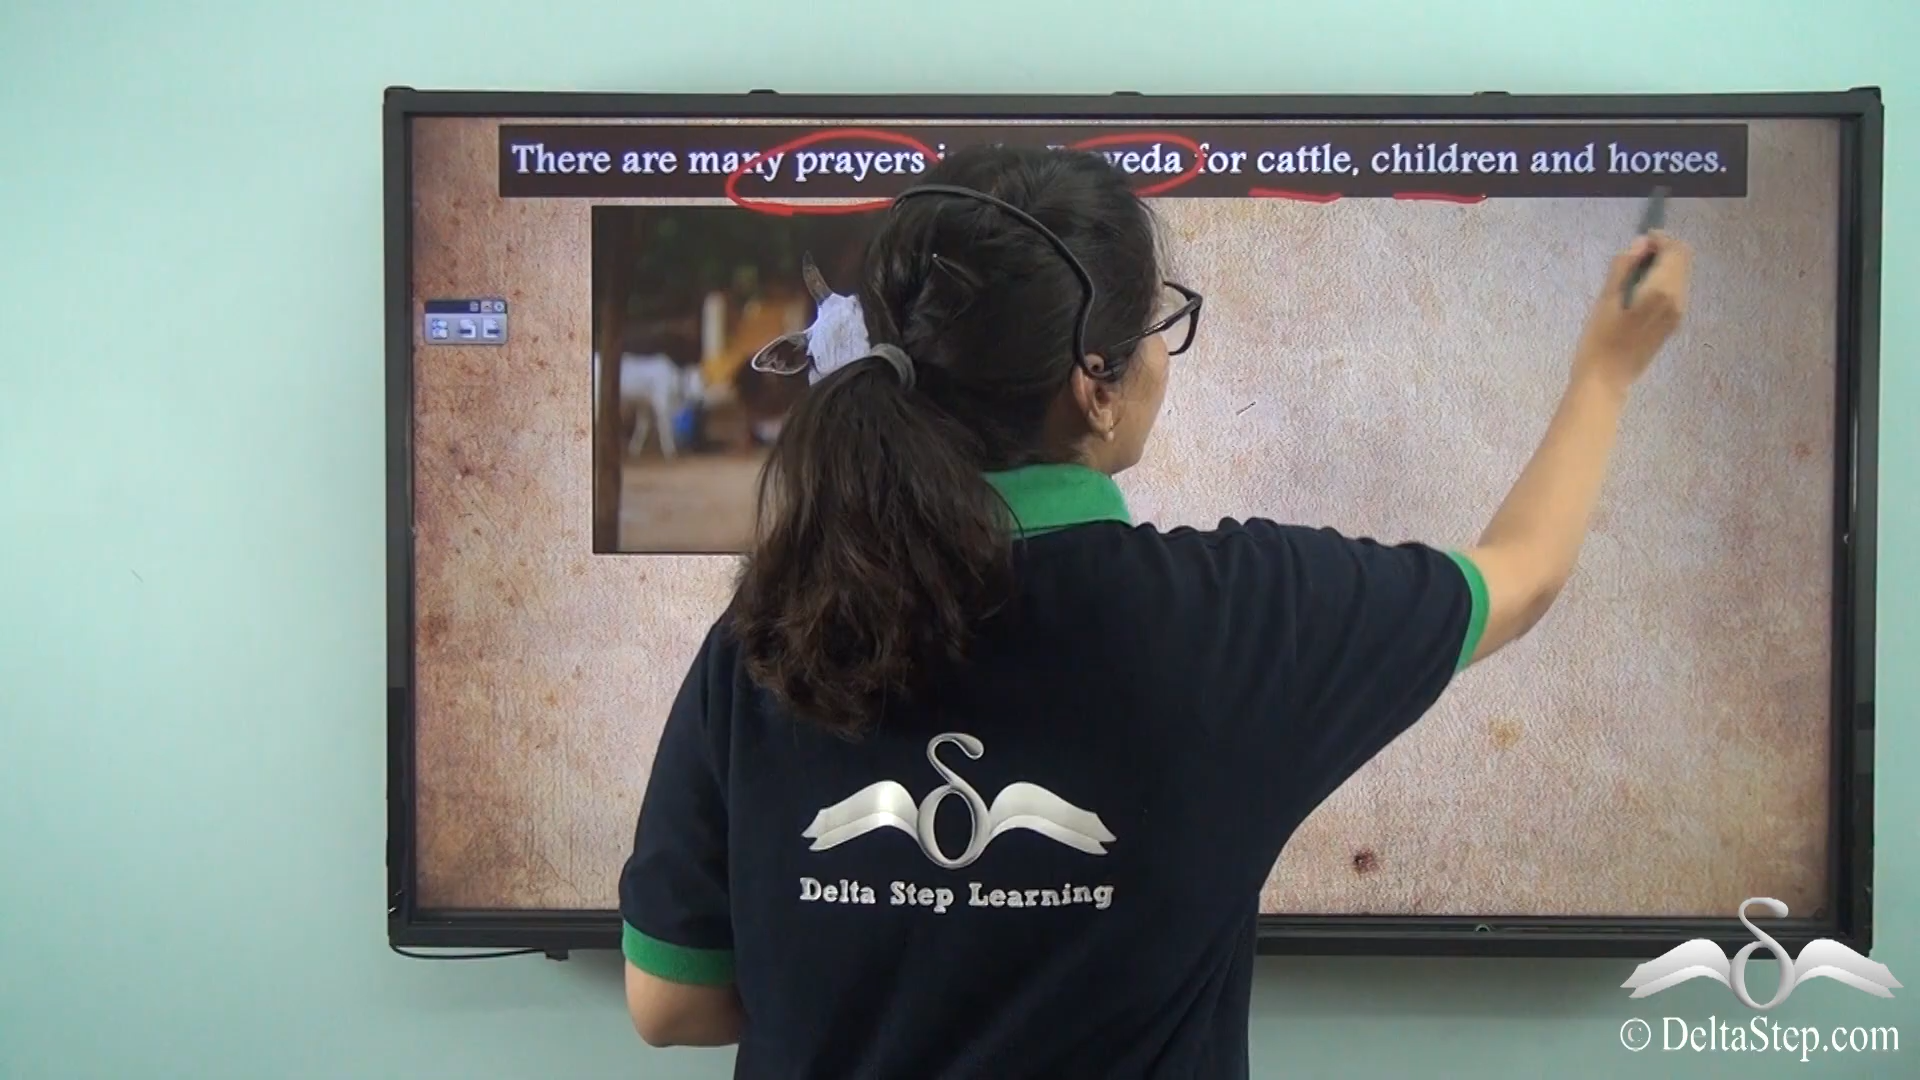 There are many prayers veda for cattle, children and horses.
Delta Step Learning
© DeltaStep.com